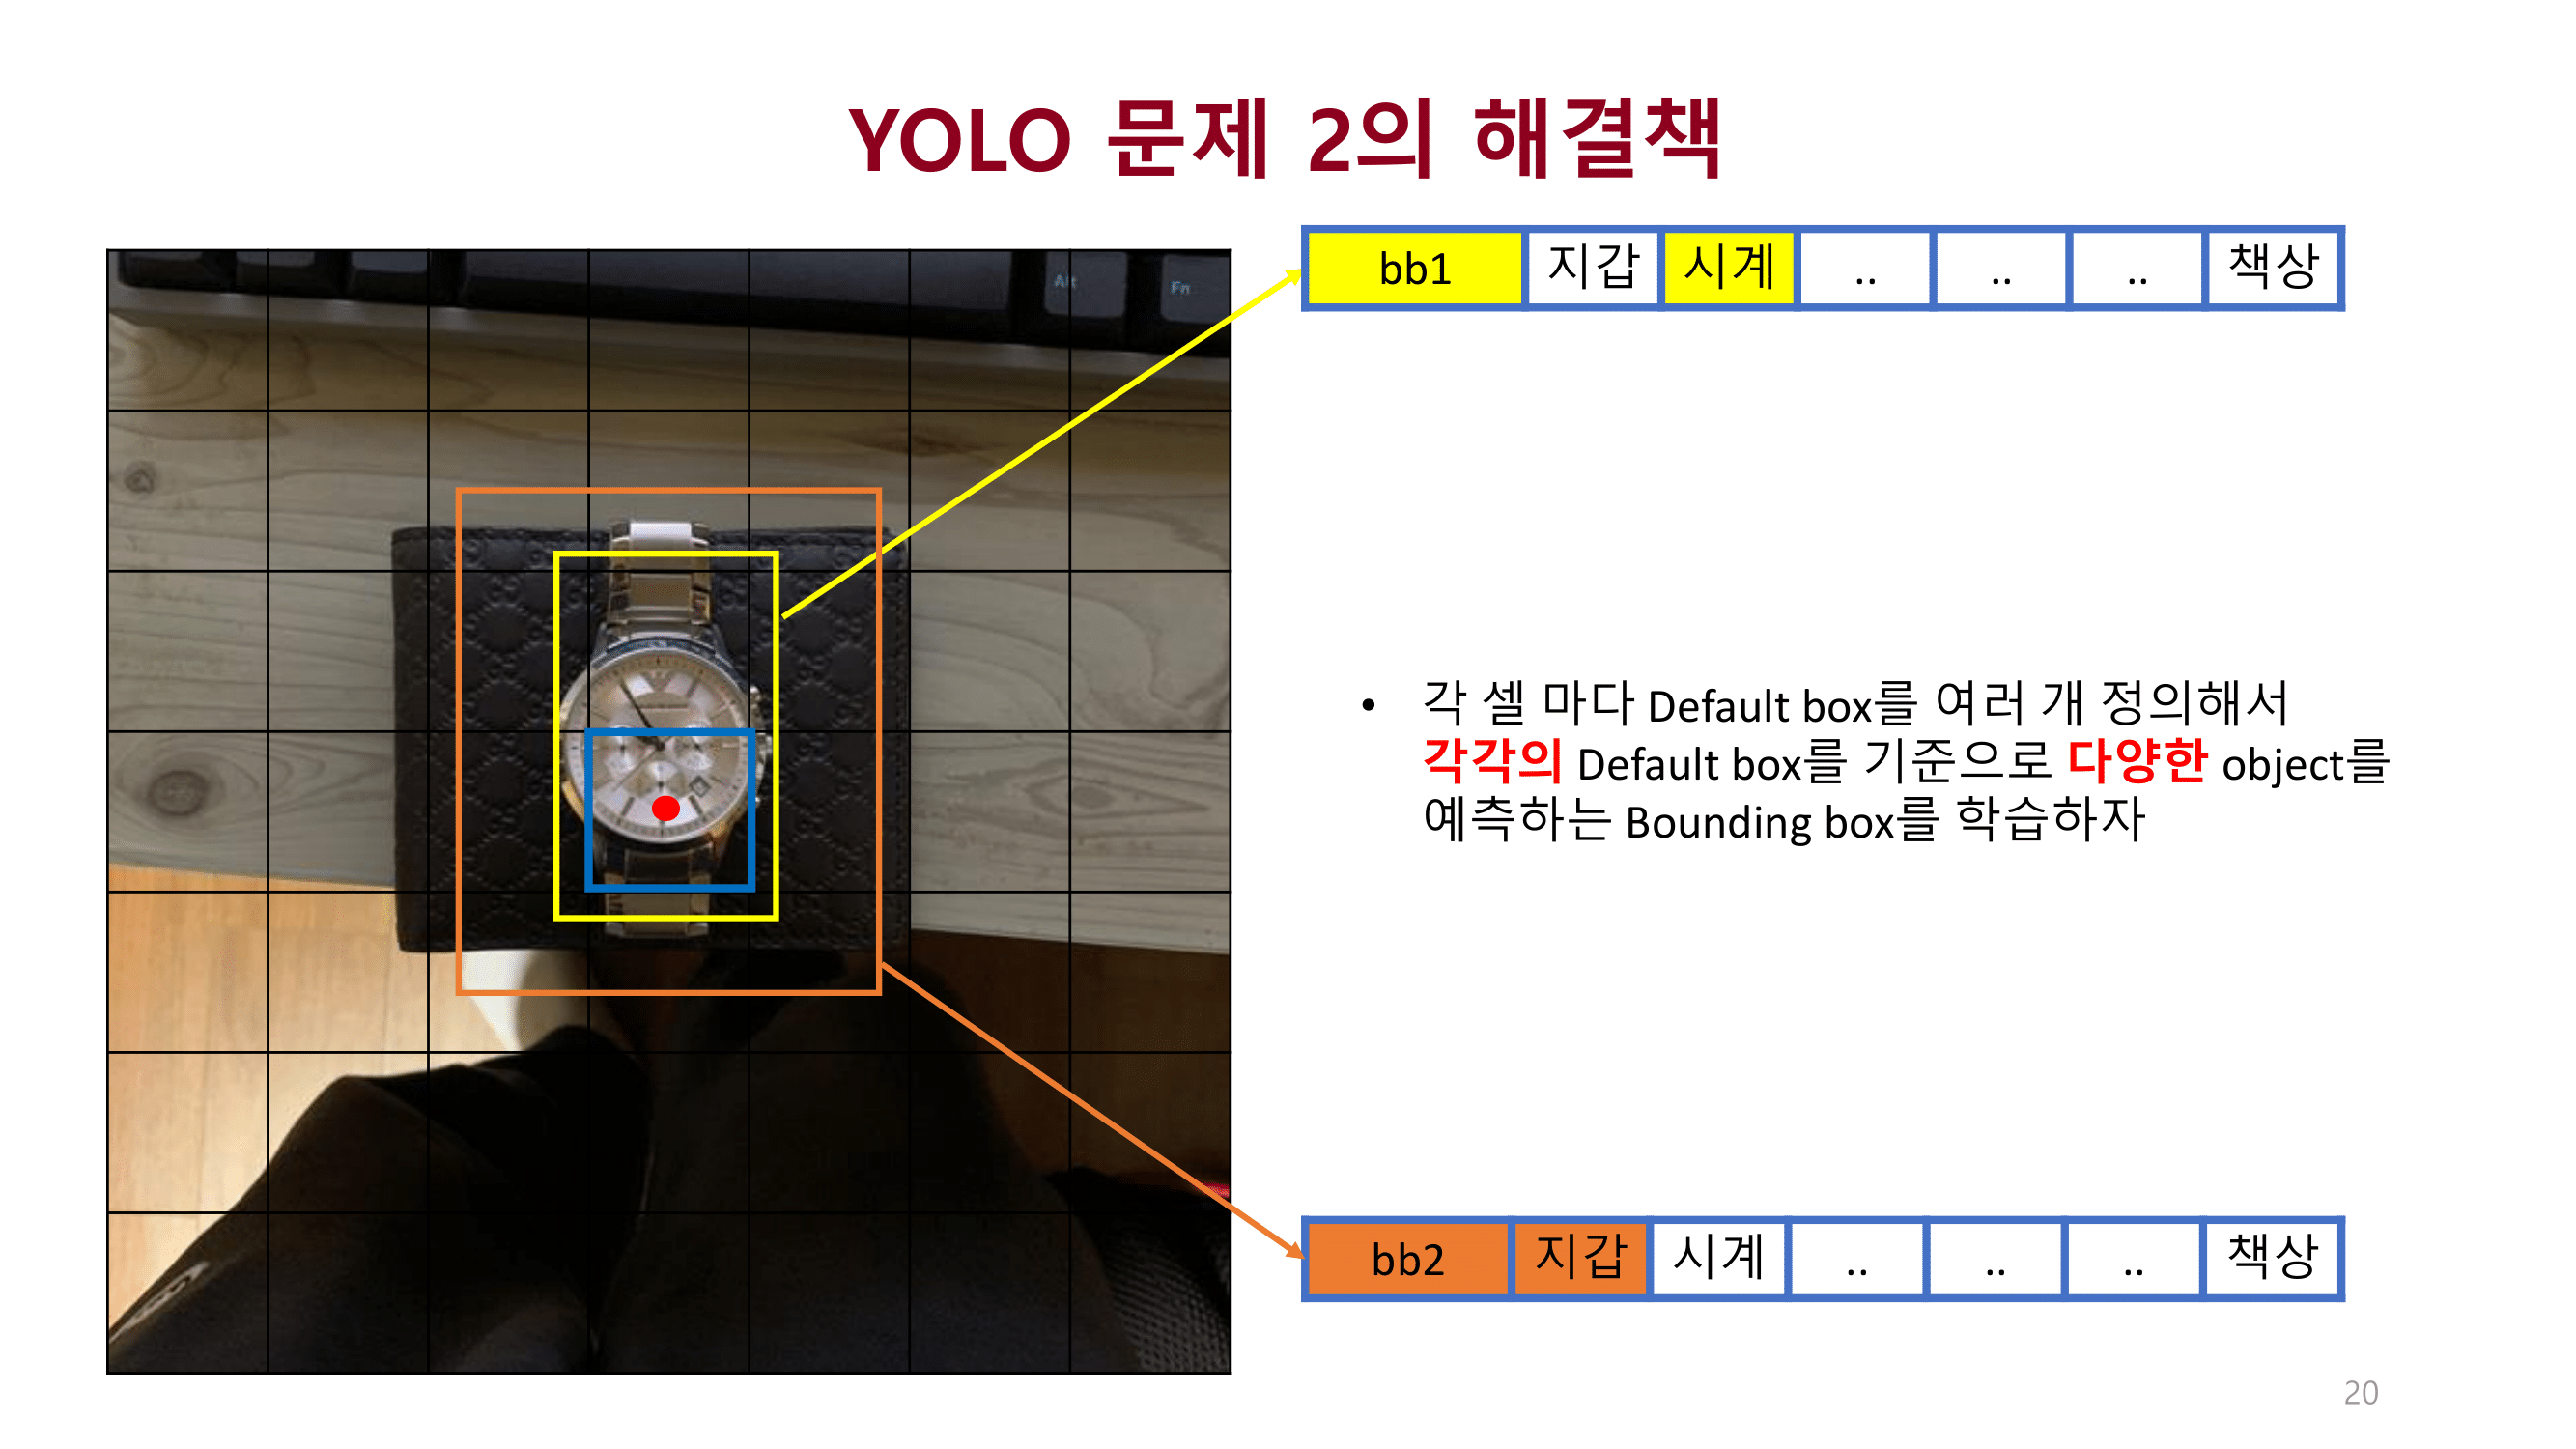 YOLO 문제 2의 해결책
bb1 지갑 시계 .. .. .. 책상
Alt Fn
• 각 셀 마다 Default box를 여러 개 정의해서
각각의 Default box를 기준으로 다양한 object를
예측하는 Bounding box를 학습하자
bb2 지갑 시계 .. .. .. 책상
20